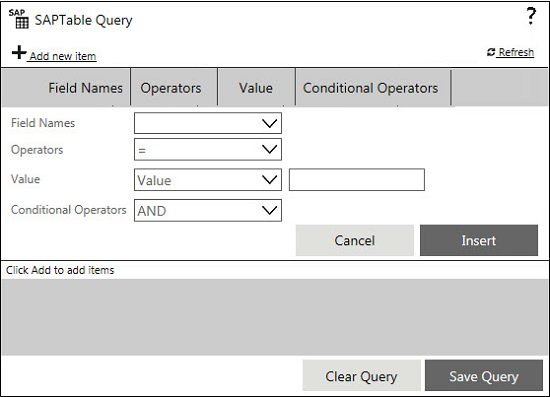 SAP
SAPTable Query
?
Add new item
Refresh
Field Names Operators Value Conditional Operators
Field Names
Operators =
Value Value
Conditional Operators AND
Cancel Insert
Click Add to add items
Clear Query Save Query